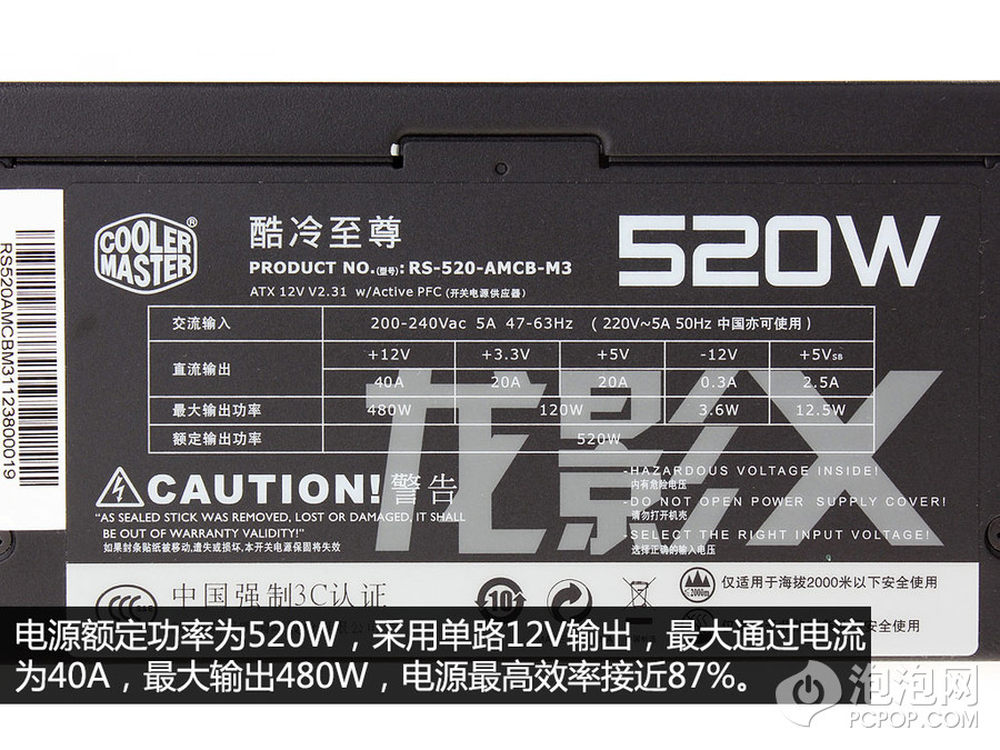 COOLER
MASTER
®
酷冷至尊
PRODUCT NO.(型号): RS-520-AMCB-M3
ATX 12V V2.31 w/Active PFC (开关电源供应器)
520W
RS520AMCBM3112380​0019
交流输入 200-240Vac 5A 47-63Hz （220V~5A 50Hz 中国亦可使用）
直流输出 +12V +3.3V +5V -12V +5VSB
40A 20A 20A 0.3A 2.5A
最大输出功率 480W 120W 3.6W 12.5W
额定输出功率 520W
龙影X
CAUTION! 警告
"AS SEALED STICK WAS REMOVED, LOST OR DAMAGED, IT SHALL
BE OUT OF WARRANTY VALIDITY!"
如果封条贴纸被移动,遗失或损坏,本开关电源保固将失效
-HAZARDOUS VOLTAGE INSIDE!
内有危险电压
-DO NOT OPEN POWER SUPPLY COVER!
请勿打开机壳
-SELECT THE RIGHT INPUT VOLTAGE!
选择正确的输入电压
CCC
中国强制3C认证
10
2000m
仅适用于海拔2000米以下安全使用
电源额定功率为520W，采用单路12V输出，最大通过电流
为40A，最大输出480W，电源最高效率接近87%。
泡泡网
PCPOP.COM